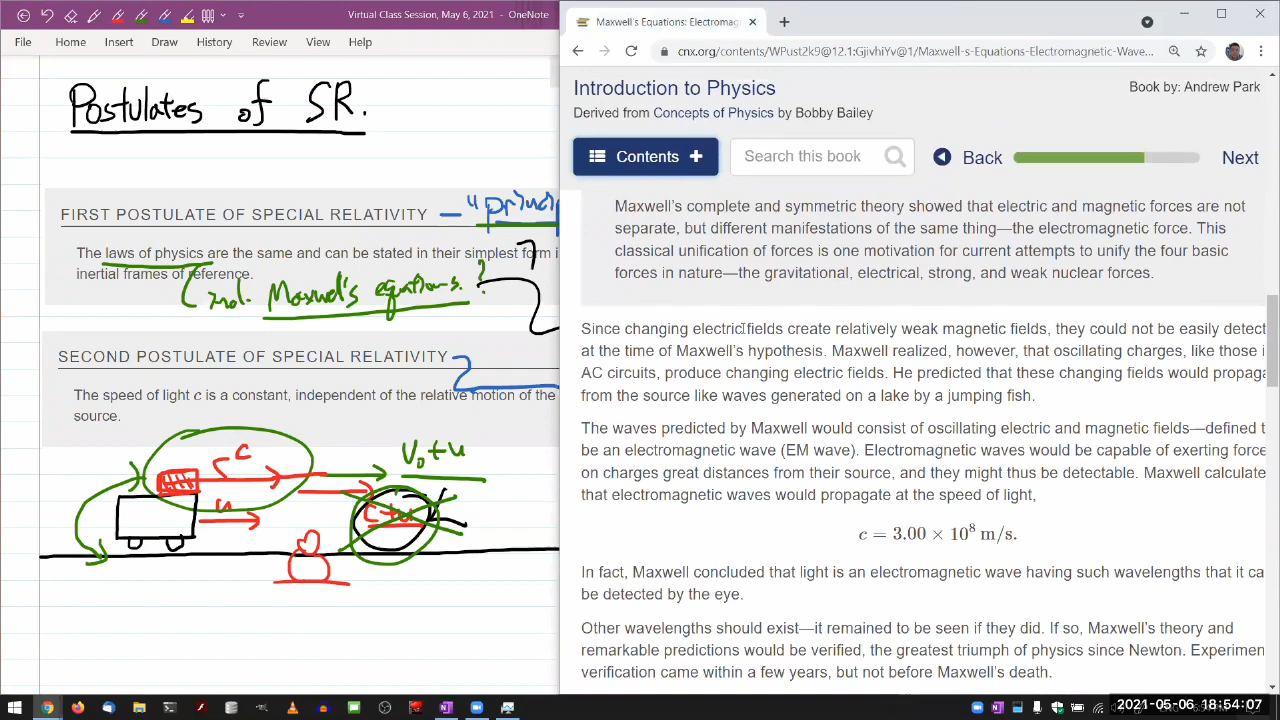 Virtual Class Session, May 6, 2021 - OneNote
File Home Insert Draw History Review View Help
Postulates of SR.
FIRST POSTULATE OF SPECIAL RELATIVITY — "princip
The laws of physics are the same and can be stated in their simplest form i
inertial frames of reference.
incl. Maxwell's equations. ?
SECOND POSTULATE OF SPECIAL RELATIVITY
The speed of light c is a constant, independent of the relative motion of the
source.
c
V₀+u
u
c+u
Maxwell's Equations: Electromag
cnx.org/contents/WPust2k9@12.1:GjivhiYv@1/Maxwell-s-Equations-Electromagnetic-Wave...
Introduction to Physics
Book by: Andrew Park
Derived from Concepts of Physics by Bobby Bailey
Contents +
Search this book
Back
Next
Maxwell's complete and symmetric theory showed that electric and magnetic forces are not
separate, but different manifestations of the same thing—the electromagnetic force. This
classical unification of forces is one motivation for current attempts to unify the four basic
forces in nature—the gravitational, electrical, strong, and weak nuclear forces.
Since changing electric fields create relatively weak magnetic fields, they could not be easily detect
at the time of Maxwell's hypothesis. Maxwell realized, however, that oscillating charges, like those i
AC circuits, produce changing electric fields. He predicted that these changing fields would propaga
from the source like waves generated on a lake by a jumping fish.
The waves predicted by Maxwell would consist of oscillating electric and magnetic fields—defined t
be an electromagnetic wave (EM wave). Electromagnetic waves would be capable of exerting force
on charges great distances from their source, and they might thus be detectable. Maxwell calculate
that electromagnetic waves would propagate at the speed of light,
c = 3.00 × 10⁸ m/s.
In fact, Maxwell concluded that light is an electromagnetic wave having such wavelengths that it ca
be detected by the eye.
Other wavelengths should exist—it remained to be seen if they did. If so, Maxwell's theory and
remarkable predictions would be verified, the greatest triumph of physics since Newton. Experimen
verification came within a few years, but not before Maxwell's death.
2021-05-06 18:54:07